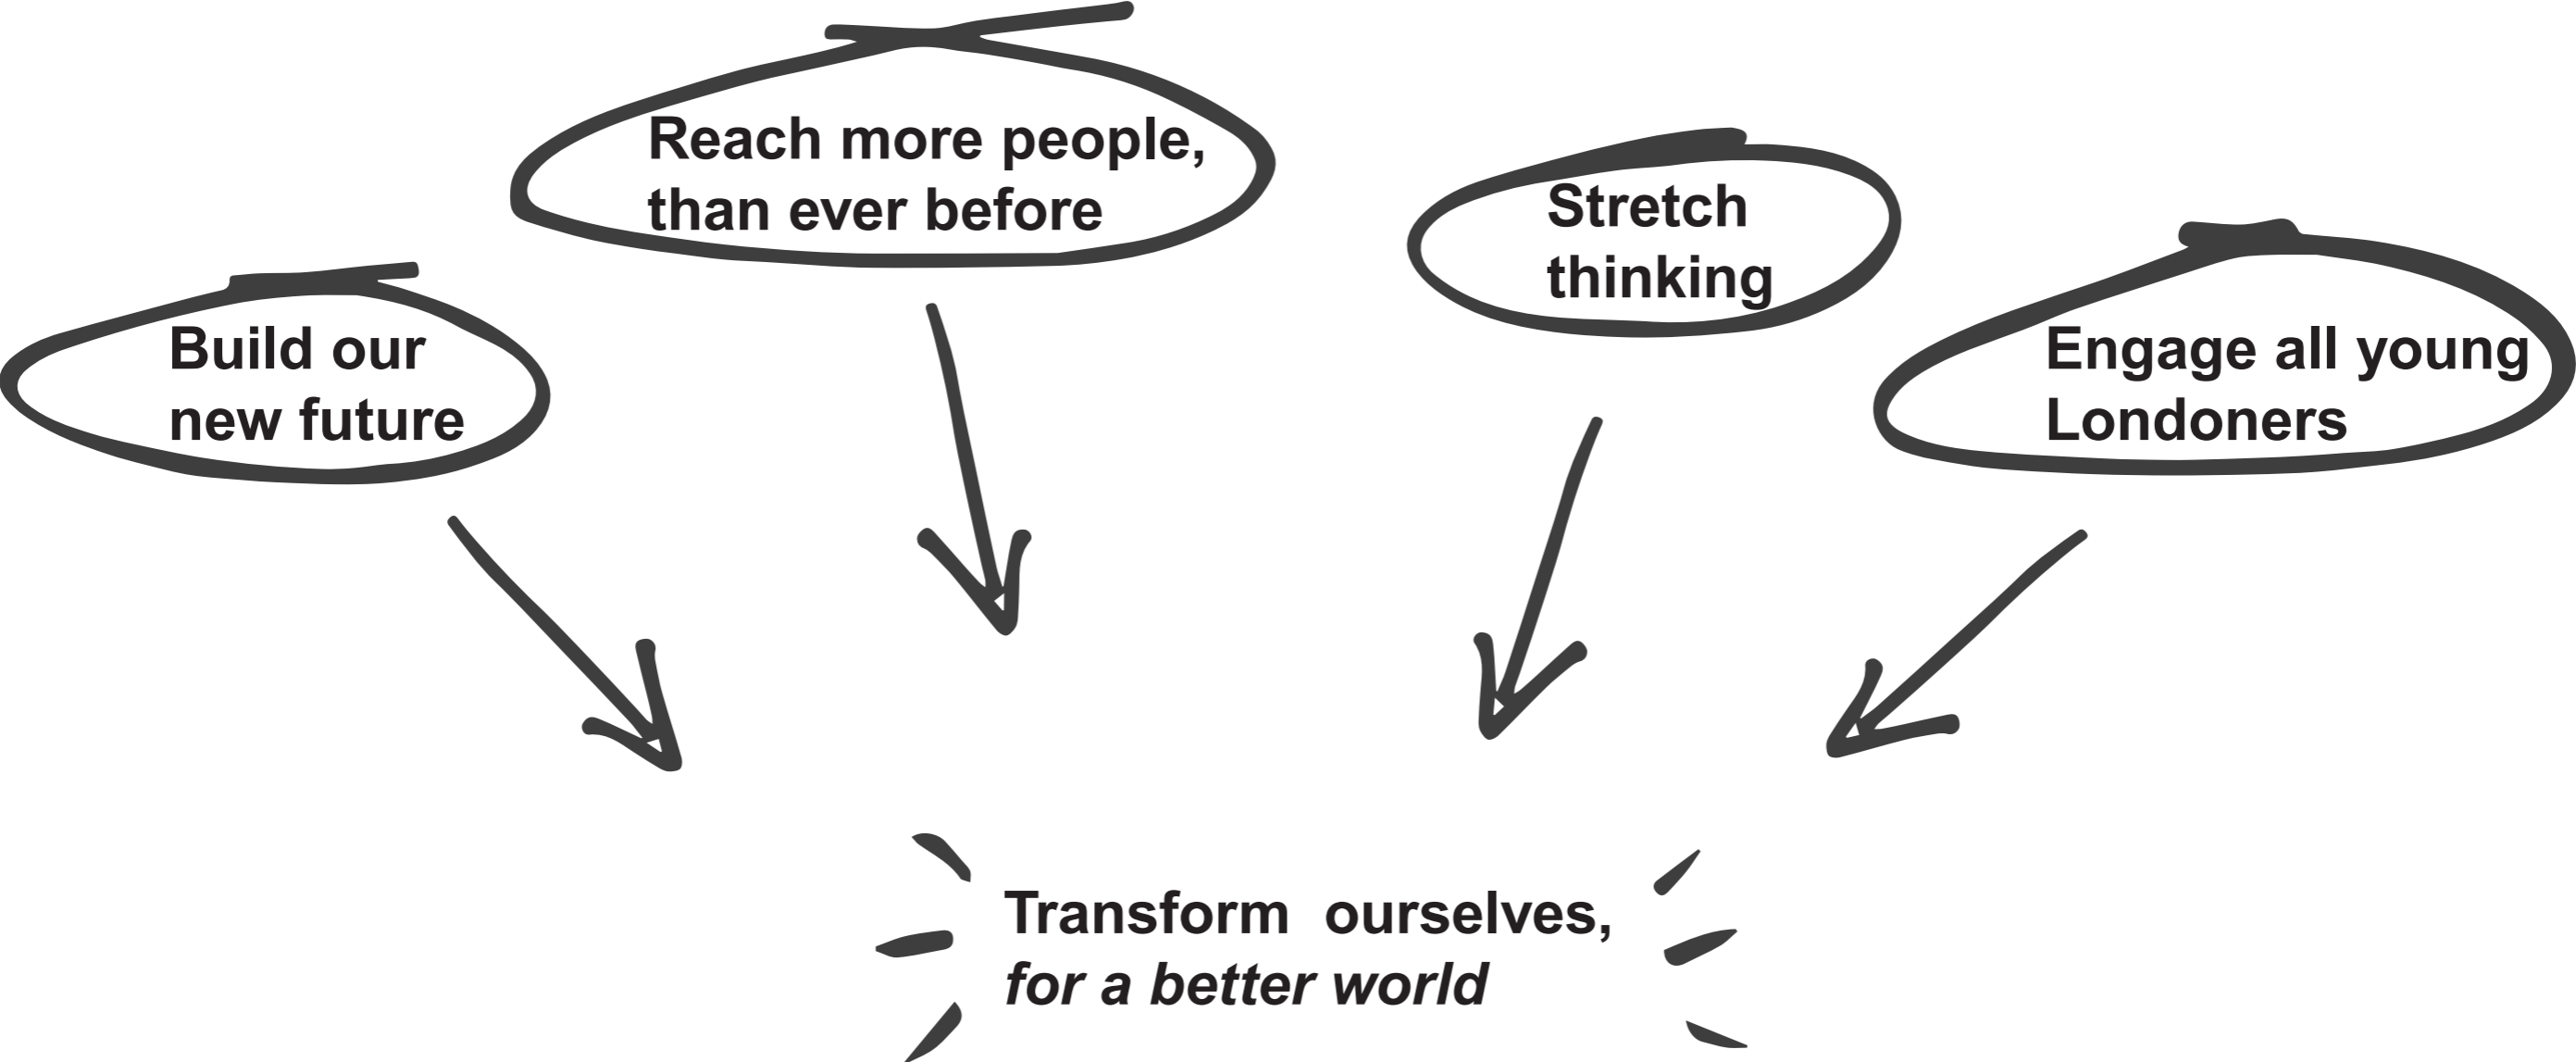 Reach more people,
than ever before
Stretch
thinking
Build our
new future
Engage all young
Londoners
Transform ourselves,
for a better world